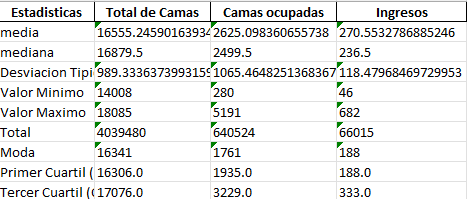 Estadisticas Total de Camas Camas ocupadas Ingresos
media 16555.24590163934 2625.098360655738 270.5532786885246
mediana 16879.5 2499.5 236.5
Desviacion Tipi 989.3336373993159 1065.4648251368367 118.47968469729953
Valor Minimo 14008 280 46
Valor Maximo 18085 5191 682
Total 4039480 640524 66015
Moda 16341 1761 188
Primer Cuartil ( 16306.0 1935.0 188.0
Tercer Cuartil ( 17076.0 3229.0 333.0